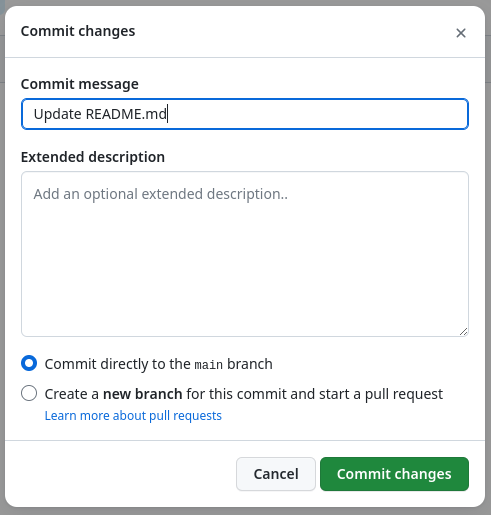 Commit changes
Commit message
Update README.md
Extended description
Add an optional extended description..
Commit directly to the main branch
Create a new branch for this commit and start a pull request
Learn more about pull requests
Cancel
Commit changes